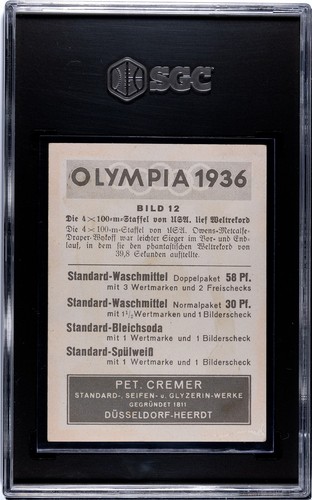 SGC
OLYMPIA 1936
BILD 12
Die 4×100-m-Staffel von USA. lief Weltrekord
Die 4×100-m-Staffel von USA. Owens-Metcalfe-
Draper-Wykoff war leichter Sieger im Vor- und End-
lauf, in dem sie den phantastischen Weltrekord von
39,8 Sekunden aufstellte.
Standard-Waschmittel Doppelpaket 58 Pf.
mit 3 Wertmarken und 2 Freischecks
Standard-Waschmittel Normalpaket 30 Pf.
mit 1½ Wertmarken und 1 Bilderscheck
Standard-Bleichsoda
mit 1 Wertmarke und 1 Bilderscheck
Standard-Spülweiß
mit 1 Wertmarke und 1 Bilderscheck
PET. CREMER
STANDARD-, SEIFEN- u. GLYZERIN-WERKE
GEGRÜNDET 1811
DÜSSELDORF-HEERDT